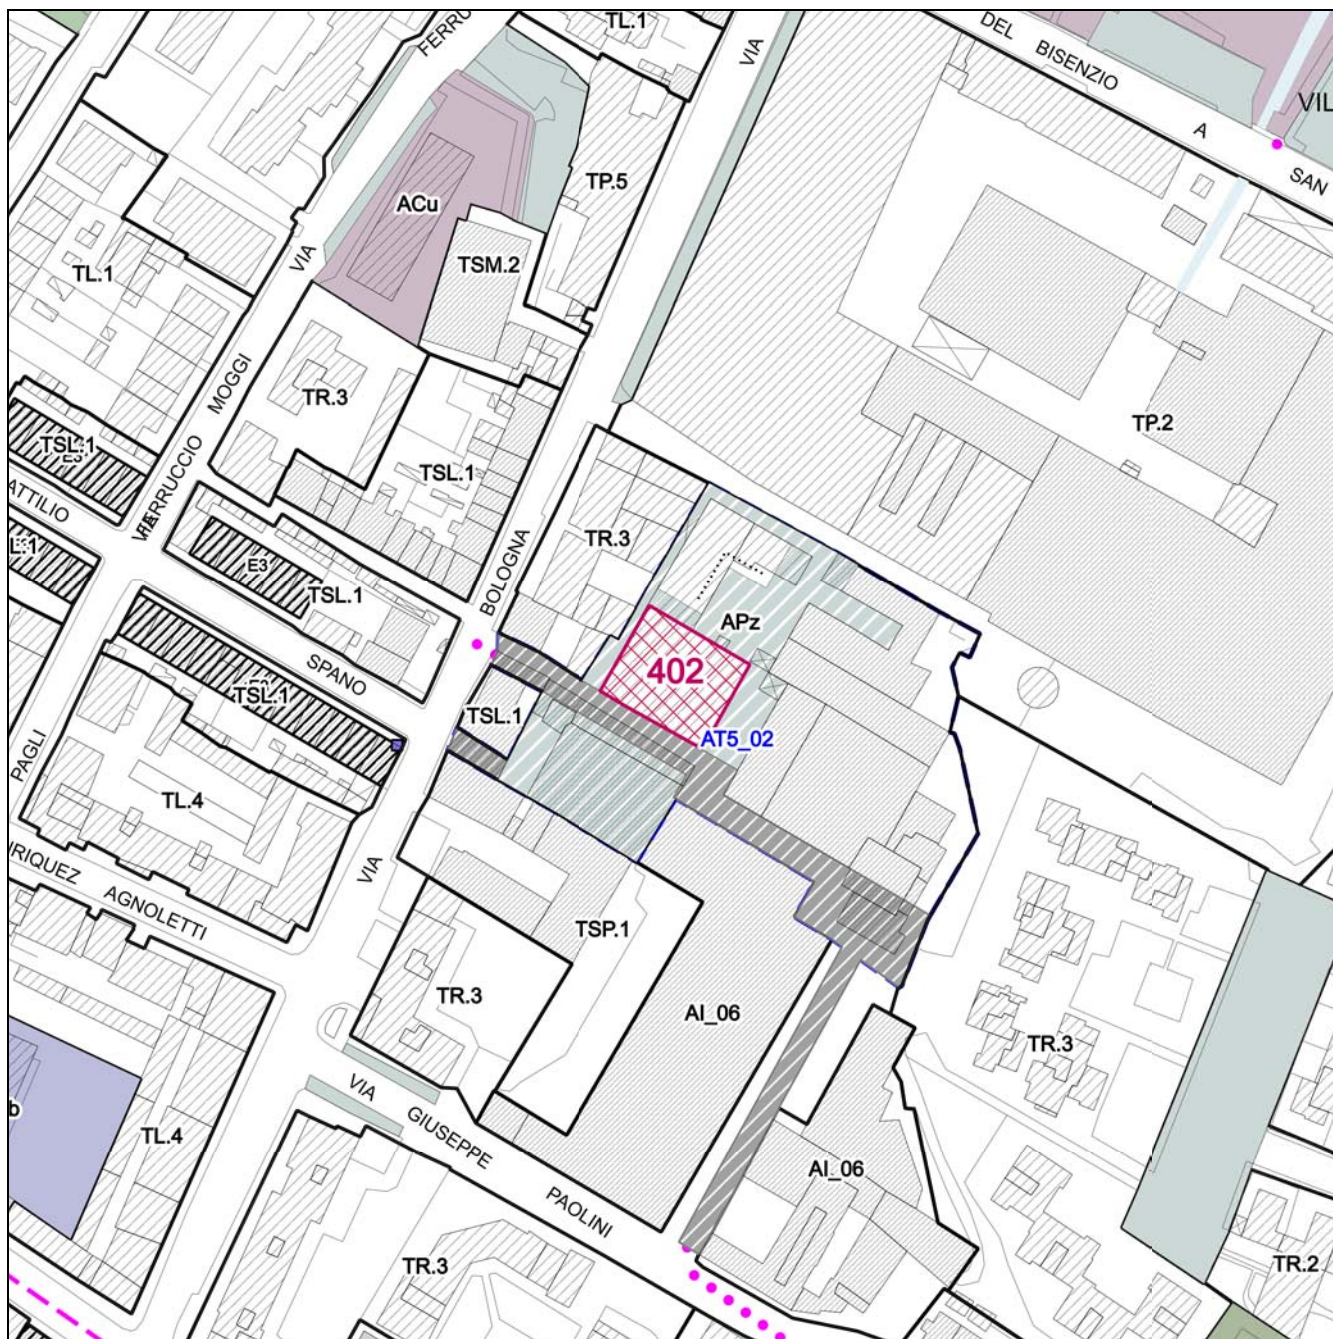 TL.1
FERRU
VIA
DEL BISENZIO A SAN
VIL
TP.5
ACu
TSM.2
VIA
TL.1
MOGGI
TR.3
TP.2
TSL.1
E3
TSL.1
FERRUCCIO
VIA
ATTILIO
TR.3
BOLOGNA
L.1
E3
TSL.1
APz
402
SPANO
TSL.1
TSL.1
AT5_02
PAGLI
TL.4
VIA
RIQUEZ AGNOLETTI
TSP.1
TR.3
AI_06
TR.3
VIA GIUSEPPE PAOLINI
b
TL.4
AI_06
TR.3
TR.2